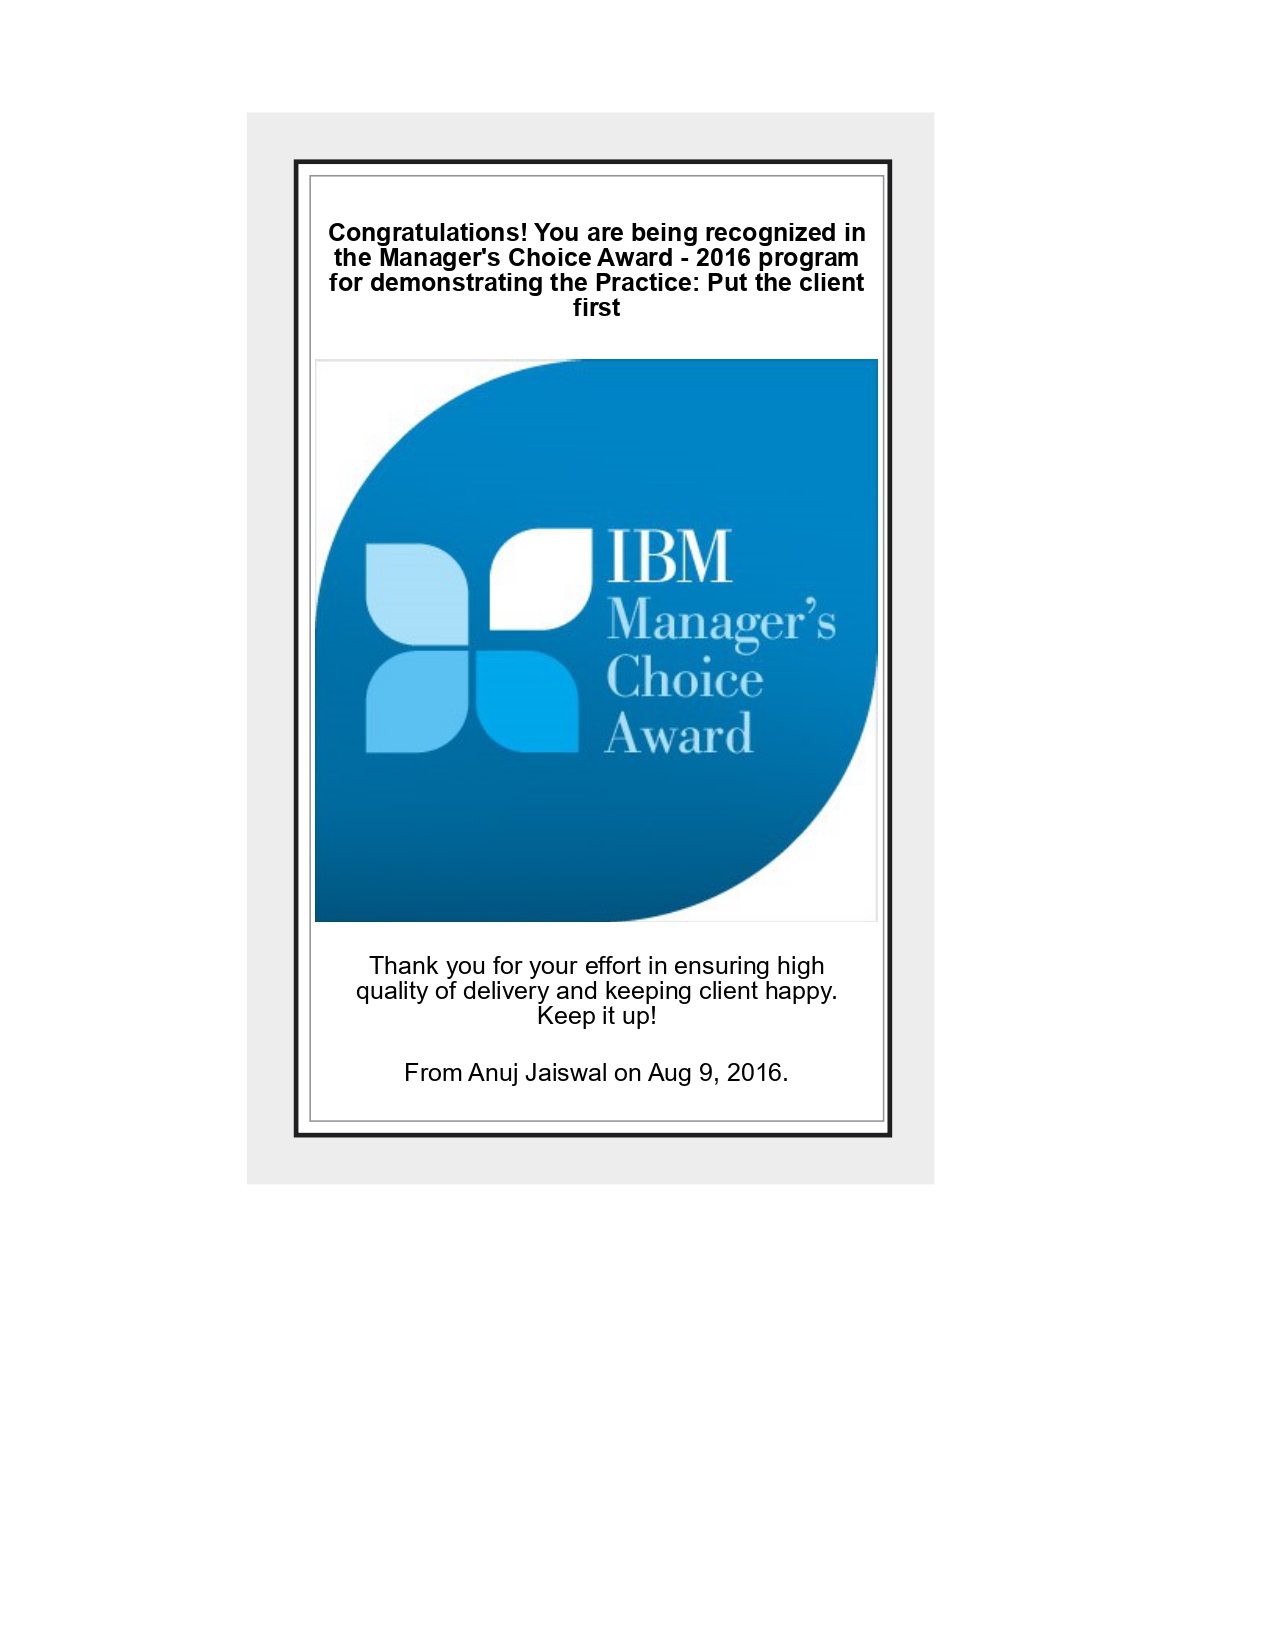 Congratulations! You are being recognized in
the Manager's Choice Award - 2016 program
for demonstrating the Practice: Put the client
first
IBM
Manager’s
Choice
Award
Thank you for your effort in ensuring high
quality of delivery and keeping client happy.
Keep it up!
From Anuj Jaiswal on Aug 9, 2016.